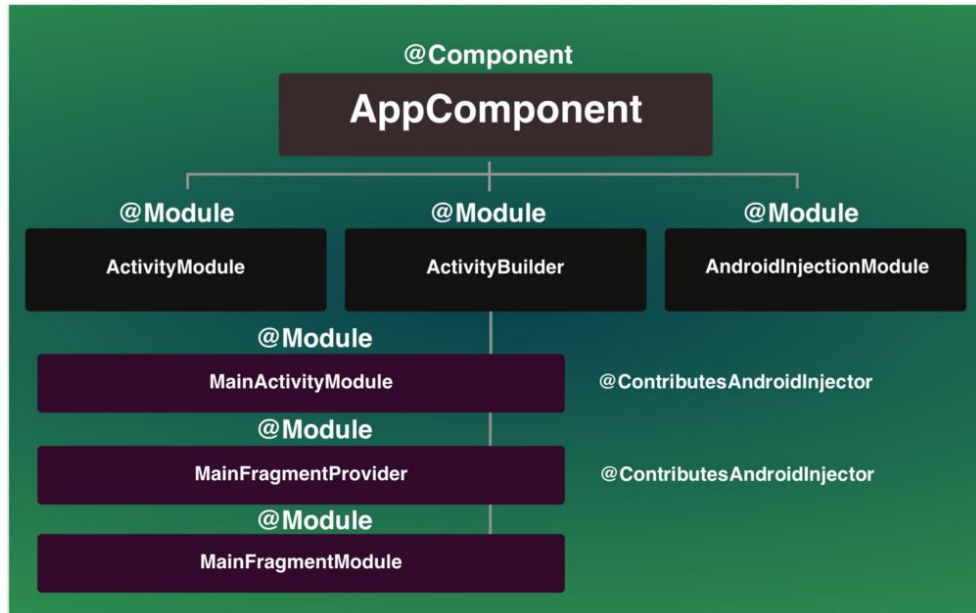 @Component
AppComponent
@Module
@Module
@Module
ActivityModule
ActivityBuilder
AndroidInjectionModule
@Module
MainActivityModule
@ContributesAndroidInjector
@Module
MainFragmentProvider
@ContributesAndroidInjector
@Module
MainFragmentModule